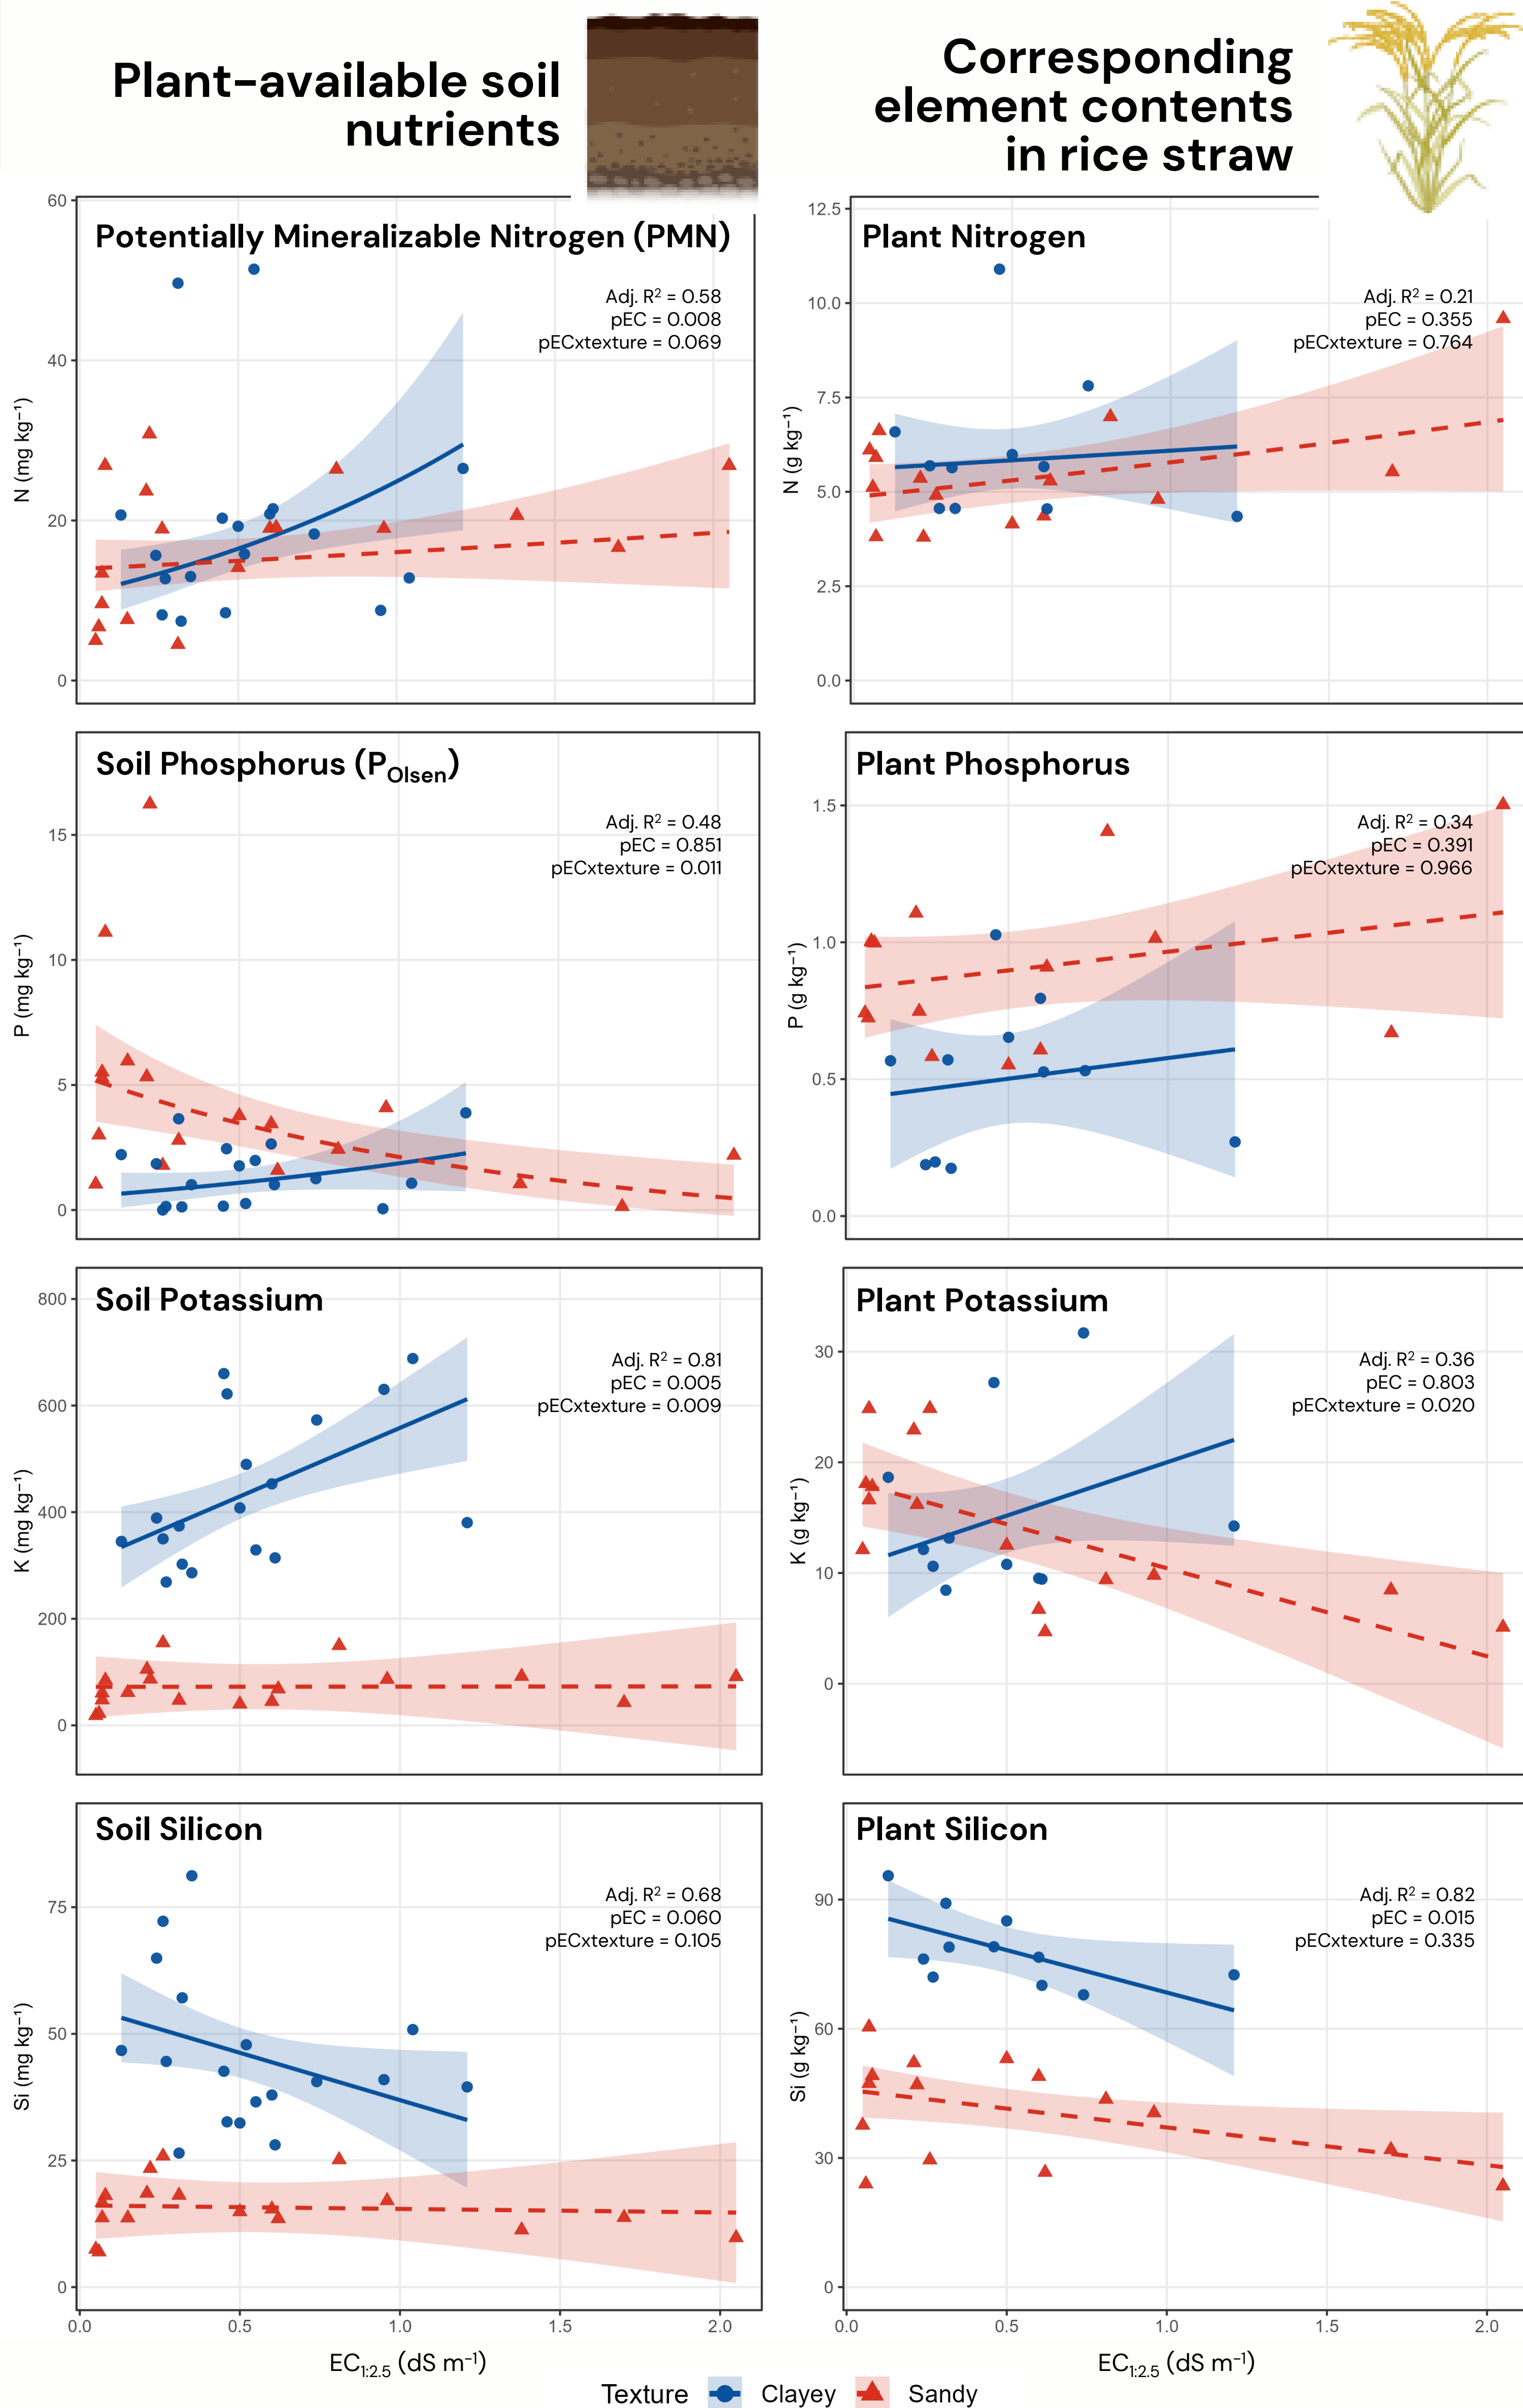 Plant-available soil
nutrients
Corresponding
element contents
in rice straw
Potentially Mineralizable Nitrogen (PMN)
Adj. R² = 0.58
pEC = 0.008
pECxtexture = 0.069
N (mg kg⁻¹)
60
40
20
0
Plant Nitrogen
Adj. R² = 0.21
pEC = 0.355
pECxtexture = 0.764
N (g kg⁻¹)
12.5
10.0
7.5
5.0
2.5
0.0
Soil Phosphorus (P_Olsen)
Adj. R² = 0.48
pEC = 0.851
pECxtexture = 0.011
P (mg kg⁻¹)
15
10
5
0
Plant Phosphorus
Adj. R² = 0.34
pEC = 0.391
pECxtexture = 0.966
P (g kg⁻¹)
1.5
1.0
0.5
0.0
Soil Potassium
Adj. R² = 0.81
pEC = 0.005
pECxtexture = 0.009
K (mg kg⁻¹)
800
600
400
200
0
Plant Potassium
Adj. R² = 0.36
pEC = 0.803
pECxtexture = 0.020
K (g kg⁻¹)
30
20
10
0
Soil Silicon
Adj. R² = 0.68
pEC = 0.060
pECxtexture = 0.105
Si (mg kg⁻¹)
75
50
25
0
0.0 0.5 1.0 1.5 2.0
EC1:2.5 (dS m⁻¹)
Plant Silicon
Adj. R² = 0.82
pEC = 0.015
pECxtexture = 0.335
Si (g kg⁻¹)
90
60
30
0
0.0 0.5 1.0 1.5 2.0
EC1:2.5 (dS m⁻¹)
Texture Clayey Sandy